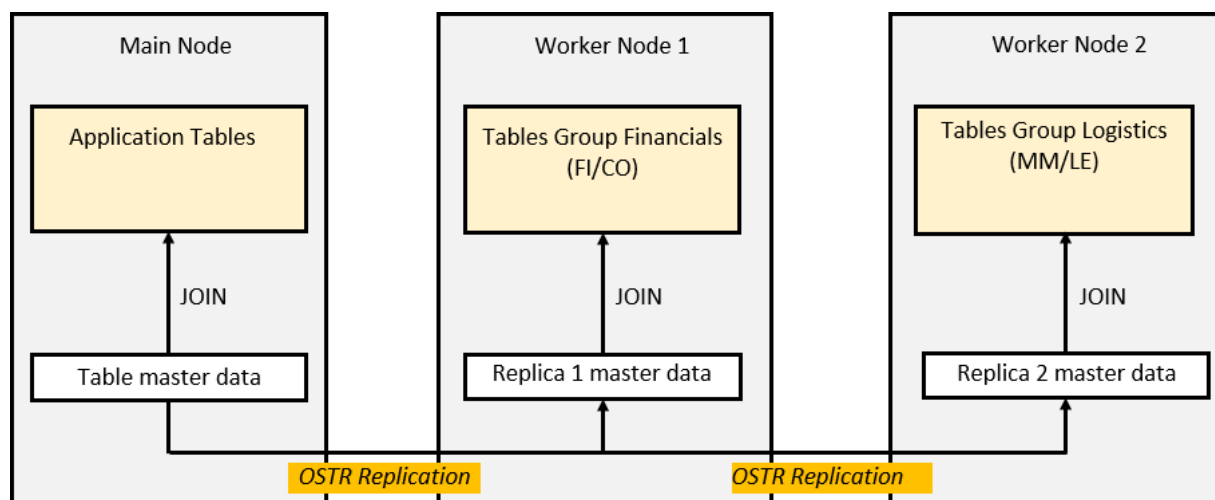 Main Node
Worker Node 1
Worker Node 2
Application Tables
Tables Group Financials
(FI/CO)
Tables Group Logistics
(MM/LE)
JOIN
JOIN
JOIN
Table master data
Replica 1 master data
Replica 2 master data
OSTR Replication
OSTR Replication